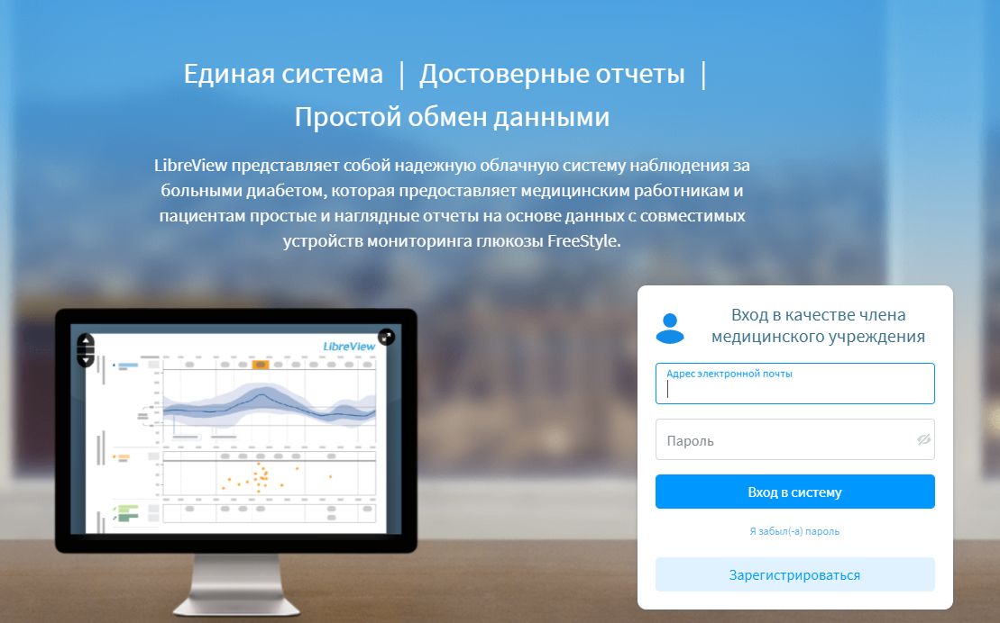 Единая система | Достоверные отчеты |
Простой обмен данными
LibreView представляет собой надежную облачную систему наблюдения за
больными диабетом, которая предоставляет медицинским работникам и
пациентам простые и наглядные отчеты на основе данных с совместимых
устройств мониторинга глюкозы FreeStyle.
LibreView
Вход в качестве члена
медицинского учреждения
Адрес электронной почты
Пароль
Вход в систему
Я забыл(-а) пароль
Зарегистрироваться